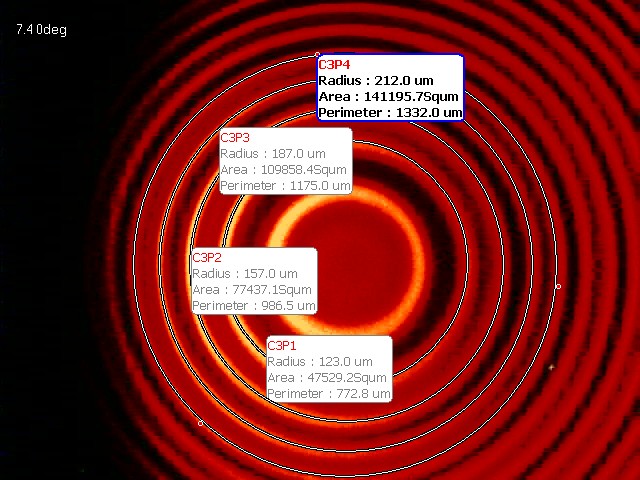 7.40deg
C3P4
Radius : 212.0 um
Area : 141195.7Squm
Perimeter : 1332.0 um
C3P3
Radius : 187.0 um
Area : 109858.4Squm
Perimeter : 1175.0 um
C3P2
Radius : 157.0 um
Area : 77437.1Squm
Perimeter : 986.5 um
C3P1
Radius : 123.0 um
Area : 47529.2Squm
Perimeter : 772.8 um